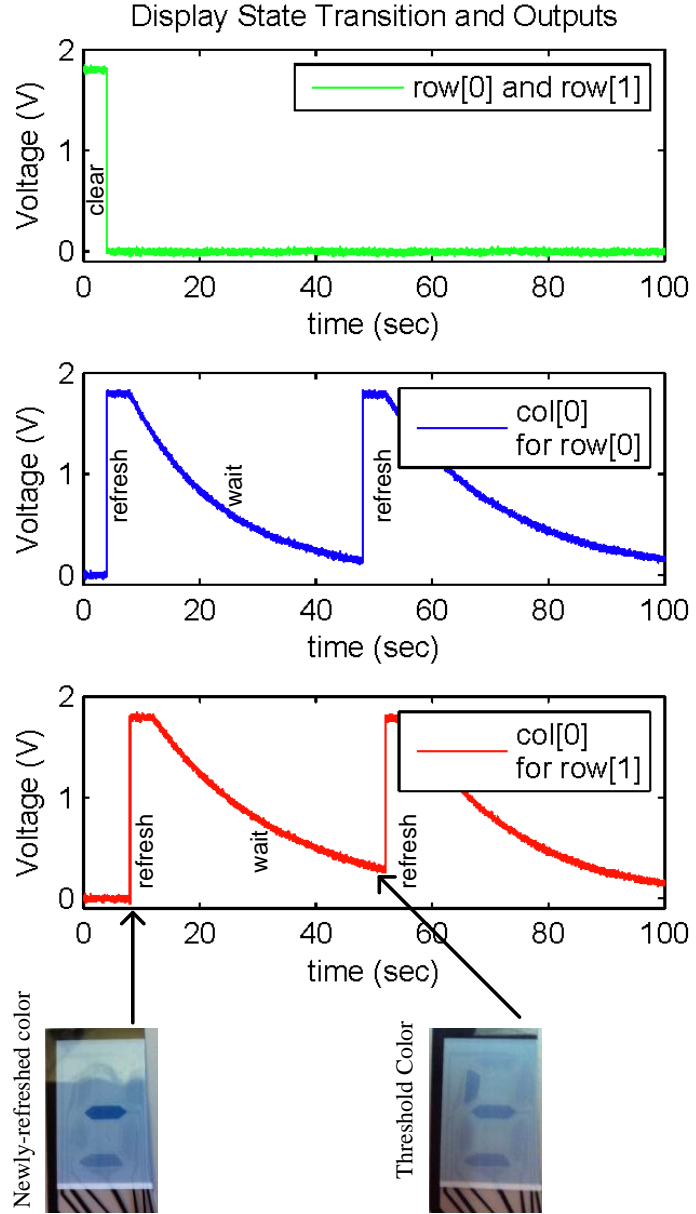 Display State Transition and Outputs
Voltage (V)
2
1
0
clear
row[0] and row[1]
0 20 40 60 80 100
time (sec)
Voltage (V)
2
1
0
refresh
wait
refresh
col[0]
for row[0]
0 20 40 60 80 100
time (sec)
Voltage (V)
2
1
0
refresh
wait
refresh
col[0]
for row[1]
0 20 40 60 80 100
time (sec)
Newly-refreshed color
Threshold Color